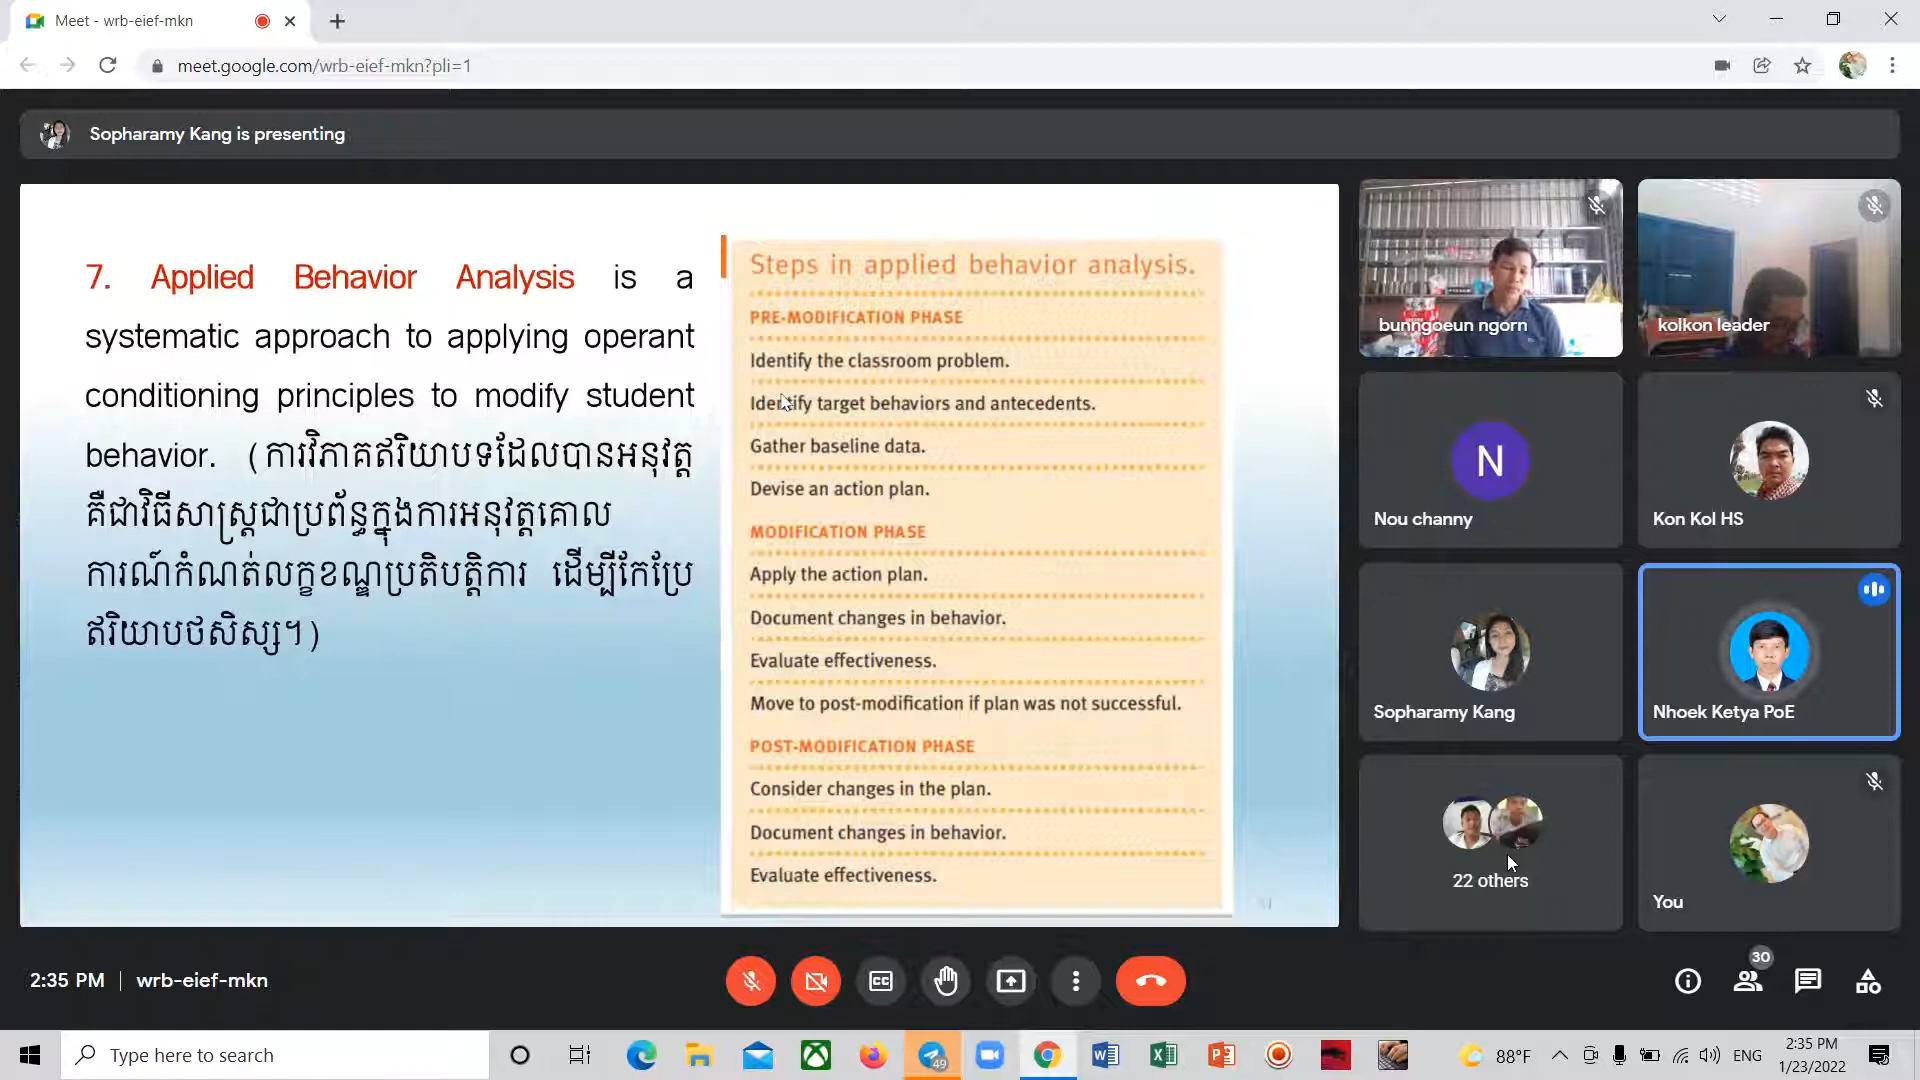 Meet - wrb-eief-mkn
meet.google.com/wrb-eief-mkn?pli=1
Sopharamy Kang is presenting
7. Applied Behavior Analysis is a
systematic approach to applying operant
conditioning principles to modify student
behavior. (ការវិភាគឥរិយាបទដែលបានអនុវត្ត
គឺជាវិធីសាស្ត្រជាប្រព័ន្ធក្នុងការអនុវត្តគោល
ការណ៍កំណត់លក្ខខណ្ឌប្រតិបត្តិការ ដើម្បីកែប្រែ
ឥរិយាបថសិស្ស។)
Steps in applied behavior analysis.
PRE-MODIFICATION PHASE
Identify the classroom problem.
Identify target behaviors and antecedents.
Gather baseline data.
Devise an action plan.
MODIFICATION PHASE
Apply the action plan.
Document changes in behavior.
Evaluate effectiveness.
Move to post-modification if plan was not successful.
POST-MODIFICATION PHASE
Consider changes in the plan.
Document changes in behavior.
Evaluate effectiveness.
bunngoeun ngorn
kolkon leader
N
Nou channy
Kon Kol HS
Sopharamy Kang
Nhoek Ketya PoE
22 others
You
2:35 PM | wrb-eief-mkn
30
Type here to search
49
88°F
ENG
2:35 PM
1/23/2022